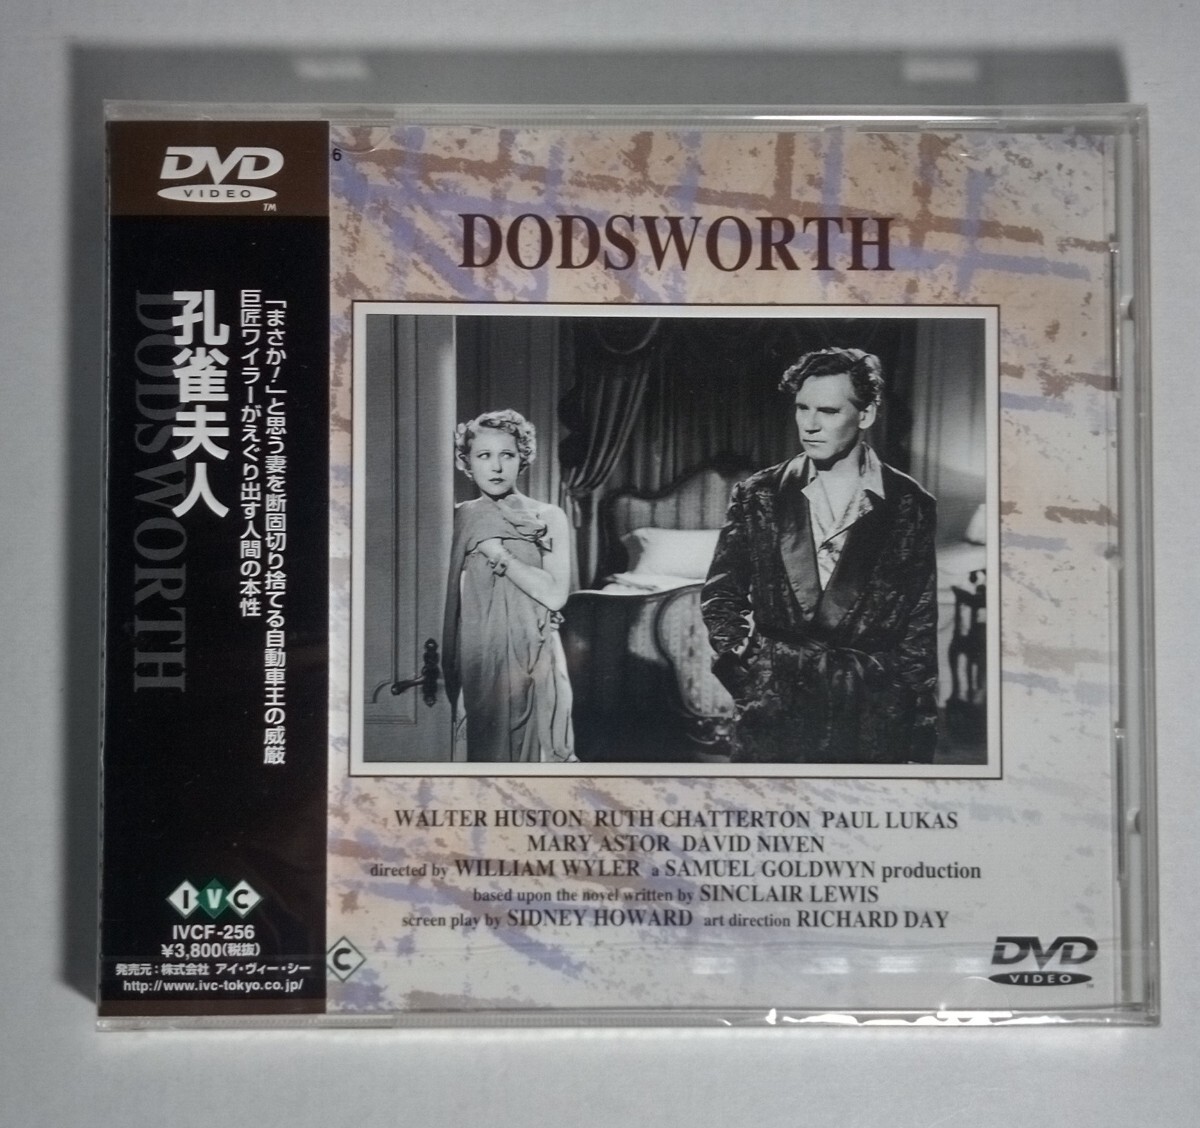 DVD
VIDEO
TM
孔雀夫人
DODSWORTH
「まさか!」と思う妻を断固切り捨てる自動車王の威厳
巨匠ワイラーがえぐり出す人間の本性
IVC
IVCF-256
¥3,800(税抜)
発売元:株式会社 アイ・ヴィー・シー
http://www.ivc-tokyo.co.jp/
6
DODSWORTH
WALTER HUSTON RUTH CHATTERTON PAUL LUKAS
MARY ASTOR DAVID NIVEN
directed by WILLIAM WYLER a SAMUEL GOLDWYN production
based upon the novel written by SINCLAIR LEWIS
screen play by SIDNEY HOWARD art direction RICHARD DAY
C
DVD
VIDEO
TM